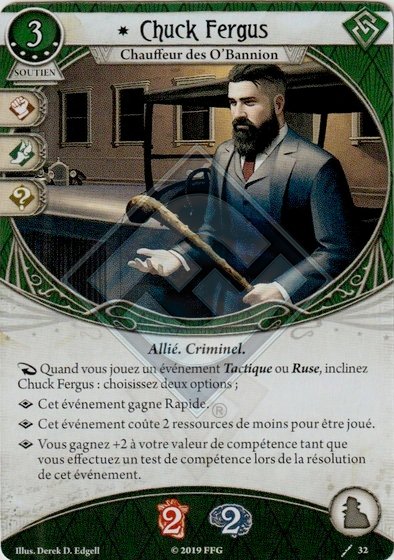 3
SOUTIEN
Chuck Fergus
Chauffeur des O'Bannion
Allié. Criminel.
Quand vous jouez un événement Tactique ou Ruse, inclinez
Chuck Fergus : choisissez deux options ;
Cet événement gagne Rapide.
Cet événement coûte 2 ressources de moins pour être joué.
Vous gagnez +2 à votre valeur de compétence tant que
vous effectuez un test de compétence lors de la résolution
de cet événement.
2
2
Illus. Derek D. Edgell
© 2019 FFG
32